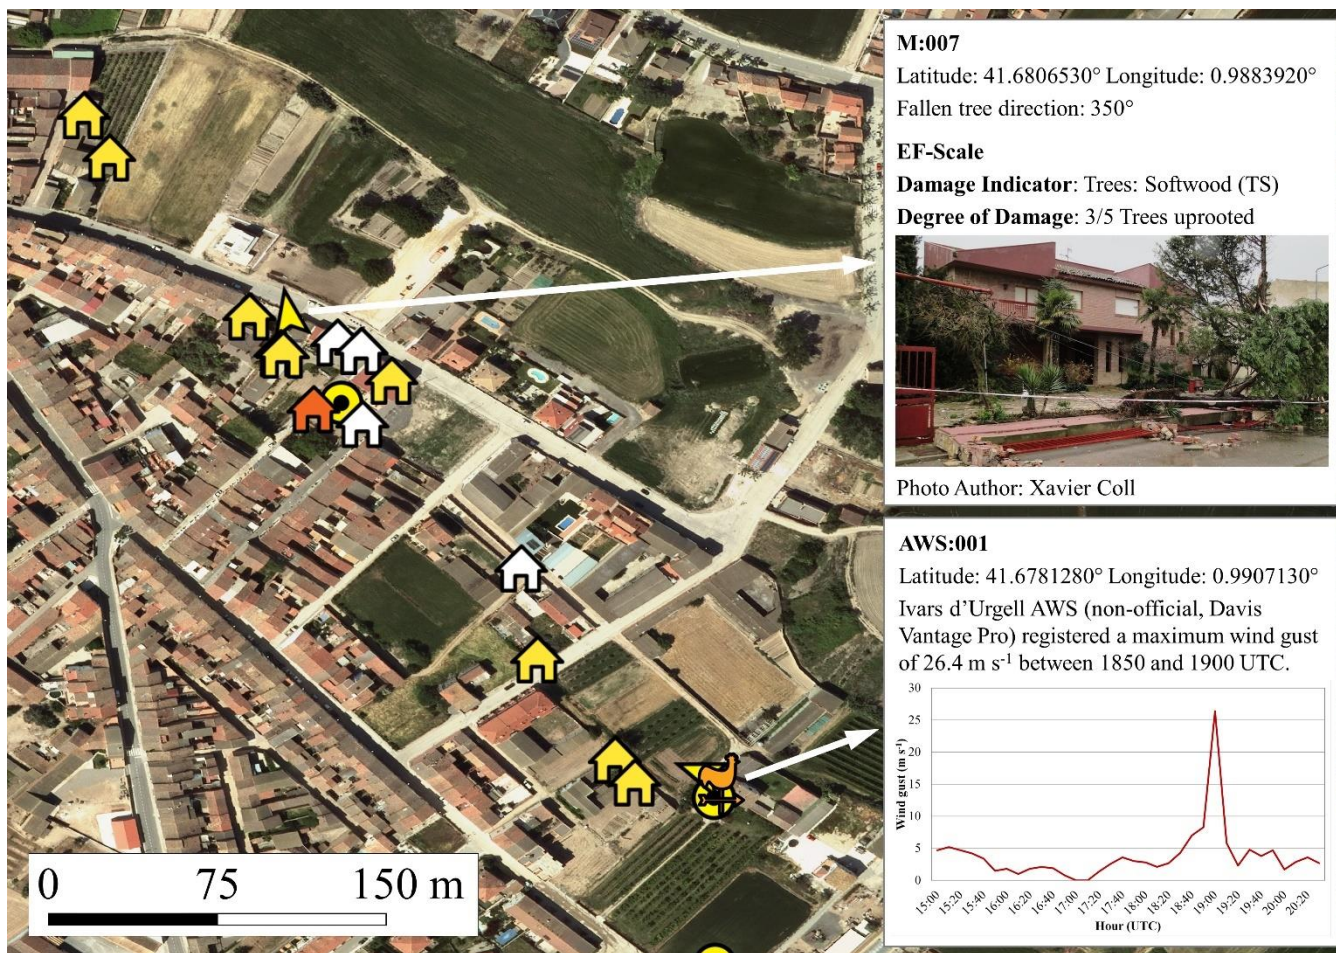 M:007
Latitude: 41.6806530° Longitude: 0.9883920°
Fallen tree direction: 350°
EF-Scale
Damage Indicator: Trees: Softwood (TS)
Degree of Damage: 3/5 Trees uprooted
Photo Author: Xavier Coll
AWS:001
Latitude: 41.6781280° Longitude: 0.9907130°
Ivars d’Urgell AWS (non-official, Davis
Vantage Pro) registered a maximum wind gust
of 26.4 m s⁻¹ between 1850 and 1900 UTC.
30
25
20
15
10
5
0
Wind gust (m s⁻¹)
15:00 15:20 15:40 16:00 16:20 16:40 17:00 17:20 17:40 18:00 18:20 18:40 19:00 19:20 19:40 20:00 20:20
Hour (UTC)
0 75 150 m